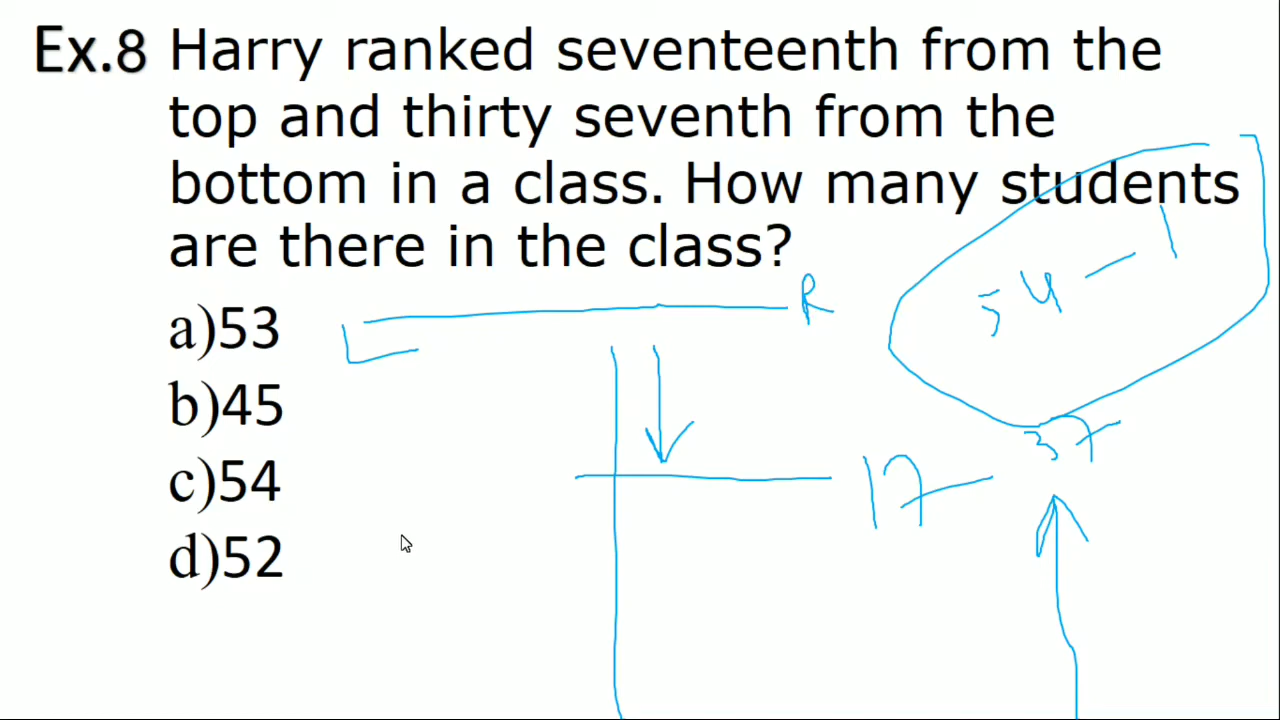 Ex.8 Harry ranked seventeenth from the
top and thirty seventh from the
bottom in a class. How many students
are there in the class?
54 - 1
R
a)53
b)45
37
c)54
17
d)52